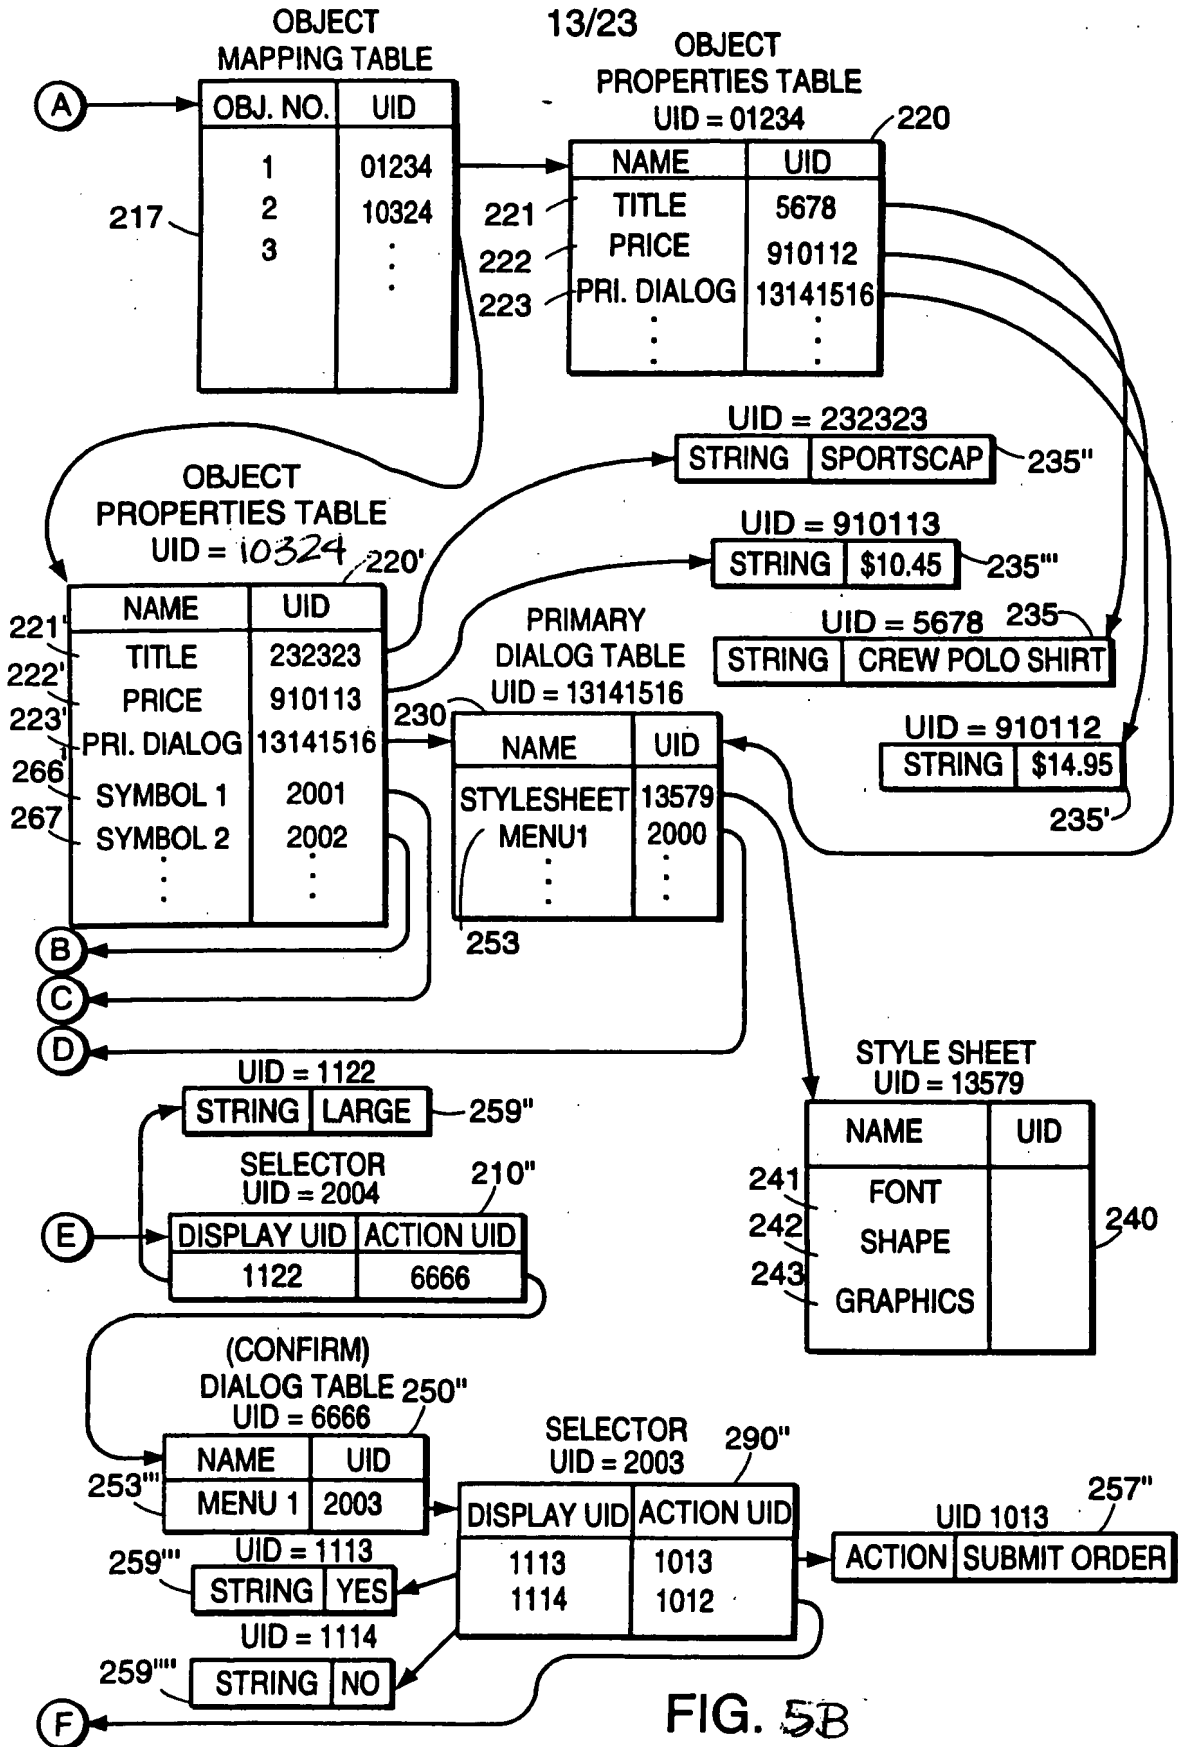 13/23
OBJECT
MAPPING TABLE
A
OBJ. NO. UID
1 01234
2 10324
3
217
OBJECT
PROPERTIES TABLE
UID = 01234
220
NAME UID
221 TITLE 5678
222 PRICE 910112
223 PRI. DIALOG 13141516
UID = 232323
STRING SPORTSCAP 235"
UID = 910113
STRING $10.45 235'"
UID = 5678 235
STRING CREW POLO SHIRT
UID = 910112
STRING $14.95
235'
OBJECT
PROPERTIES TABLE
UID = 10324
220'
NAME UID
221' TITLE 232323
222' PRICE 910113
223' PRI. DIALOG 13141516
266' SYMBOL 1 2001
267 SYMBOL 2 2002
PRIMARY
DIALOG TABLE
UID = 13141516
230
NAME UID
STYLESHEET 13579
MENU1 2000
253
B
C
D
STYLE SHEET
UID = 13579
NAME UID
241 FONT
242 SHAPE
243 GRAPHICS
240
UID = 1122
STRING LARGE 259"
SELECTOR
UID = 2004
210"
E
DISPLAY UID ACTION UID
1122 6666
(CONFIRM)
DIALOG TABLE
UID = 6666
250"
NAME UID
253"" MENU 1 2003
SELECTOR
UID = 2003
290"
DISPLAY UID ACTION UID
1113 1013
1114 1012
UID 1013
257"
ACTION SUBMIT ORDER
UID = 1113
259'" STRING YES
UID = 1114
259"" STRING NO
F
FIG. 5B